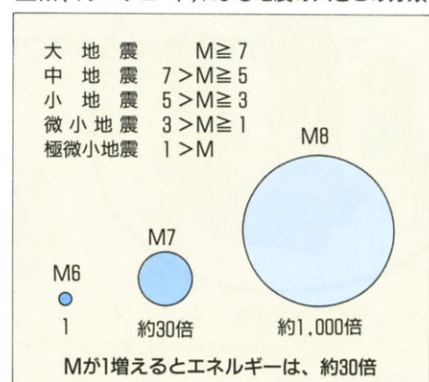 大地震 M≧7
中地震 7>M≧5
小地震 5>M≧3
微小地震 3>M≧1
極微小地震 1>M
M8
M7
M6
1 約30倍 約1,000倍
Mが1増えるとエネルギーは、約30倍